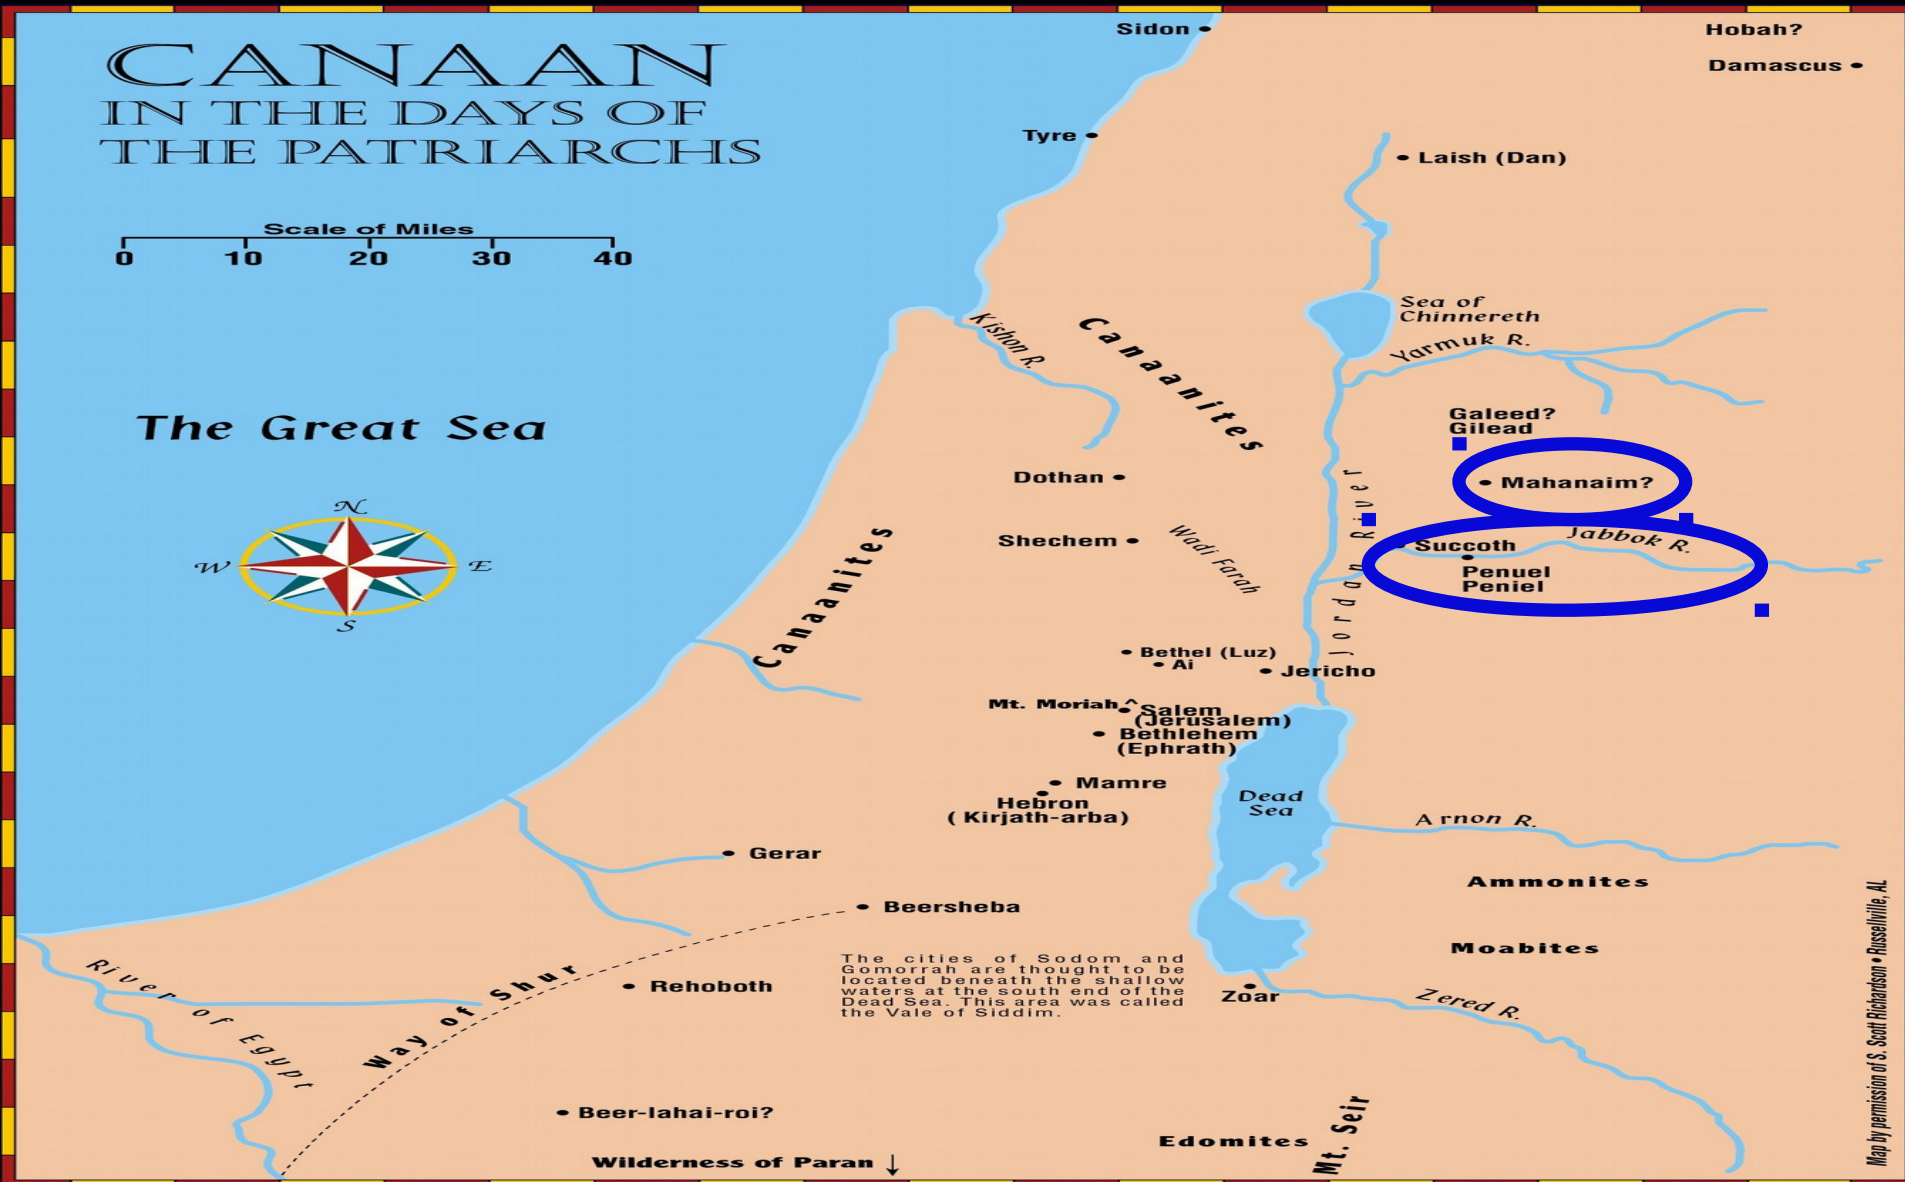 CANAAN
IN THE DAYS OF
THE PATRIARCHS
Scale of Miles
0 10 20 30 40
The Great Sea
N
W
E
S
Sidon
Hobah?
Damascus
Tyre
Laish (Dan)
Sea of
Chinnereth
Yarmuk R.
Kishon R.
Canaanites
Galeed?
Gilead
Mahanaim?
Dothan
Jordan River
Jabbok R.
Shechem
Wadi Farah
Succoth
Penuel
Peniel
Canaanites
Bethel (Luz)
Ai
Jericho
Mt. Moriah ^
Salem
(Jerusalem)
Bethlehem
(Ephrath)
Mamre
Hebron
( Kirjath-arba)
Dead
Sea
Arnon R.
Gerar
Ammonites
Beersheba
Moabites
The cities of Sodom and
Gomorrah are thought to be
located beneath the shallow
waters at the south end of the
Dead Sea. This area was called
the Vale of Siddim.
River of Egypt
Way of Shur
Rehoboth
Zoar
Zered R.
Beer-lahai-roi?
Edomites
Mt. Seir
Wilderness of Paran ↓
Map by permission of S. Scott Richardson • Russellville, AL